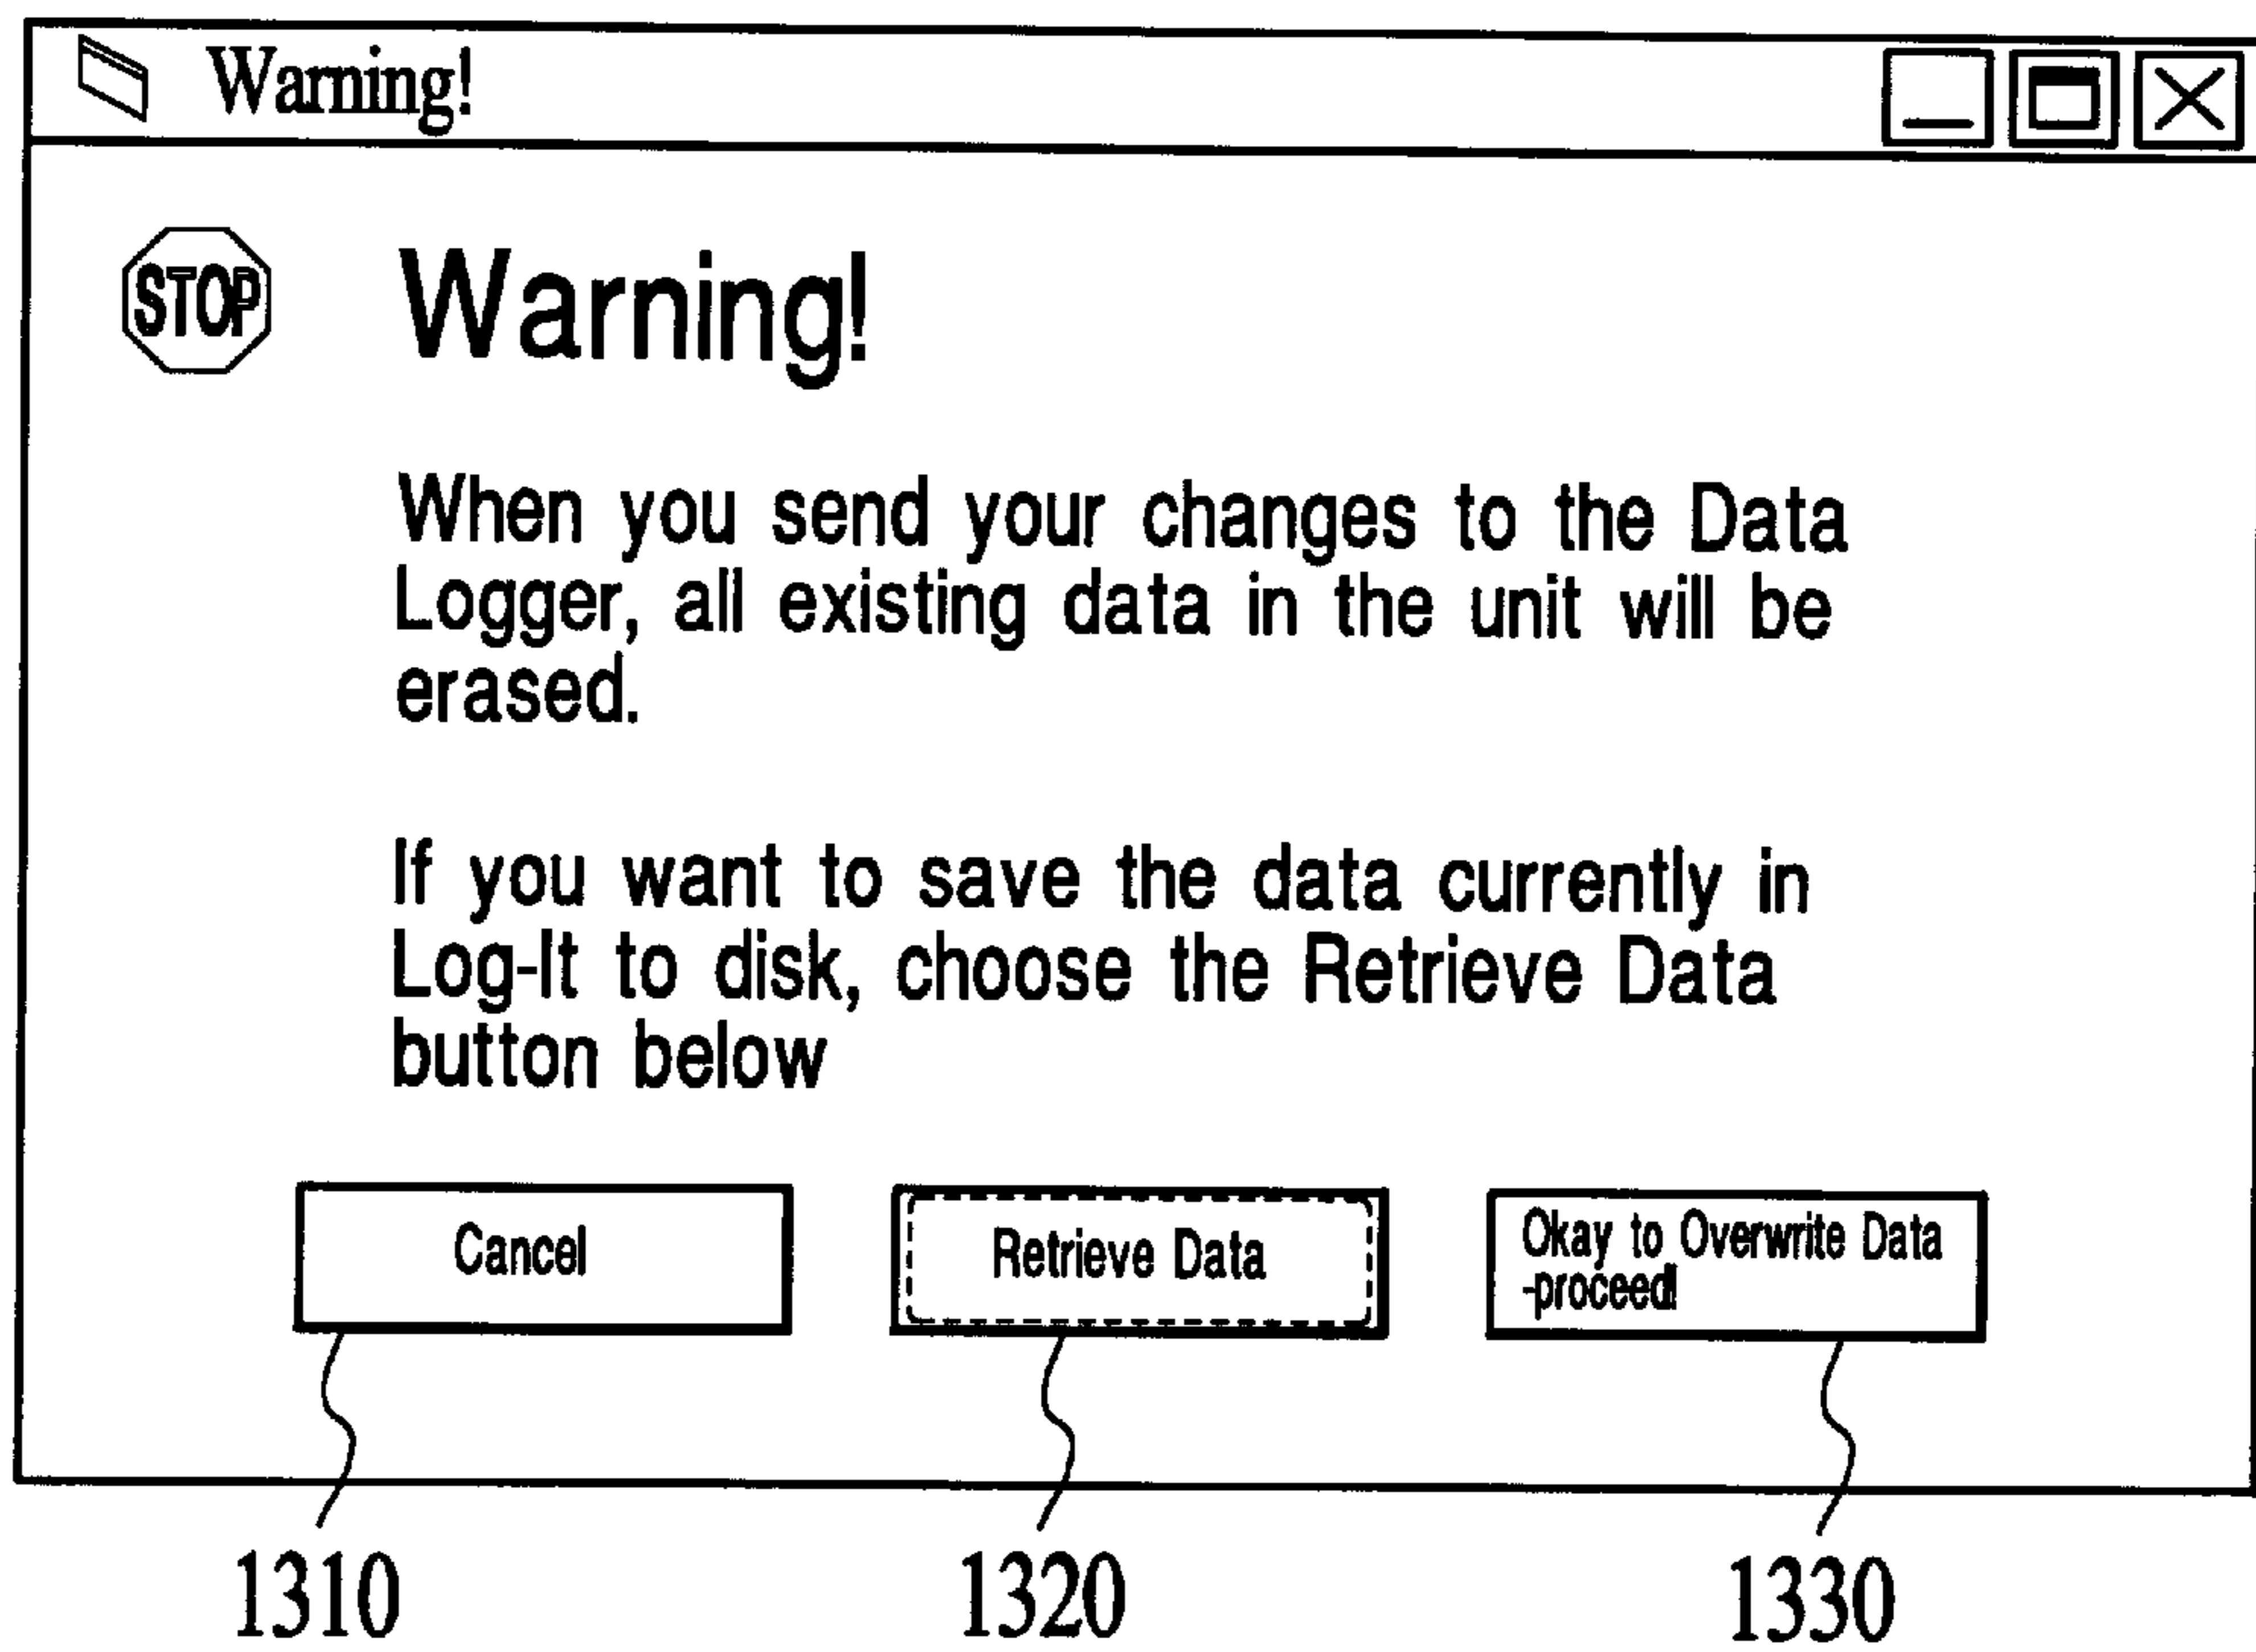 Warning!
STOP
Warning!
When you send your changes to the Data
Logger, all existing data in the unit will be
erased.
If you want to save the data currently in
Log-It to disk, choose the Retrieve Data
button below
Cancel
Retrieve Data
Okay to Overwrite Data
-proceed!
1310
1320
1330